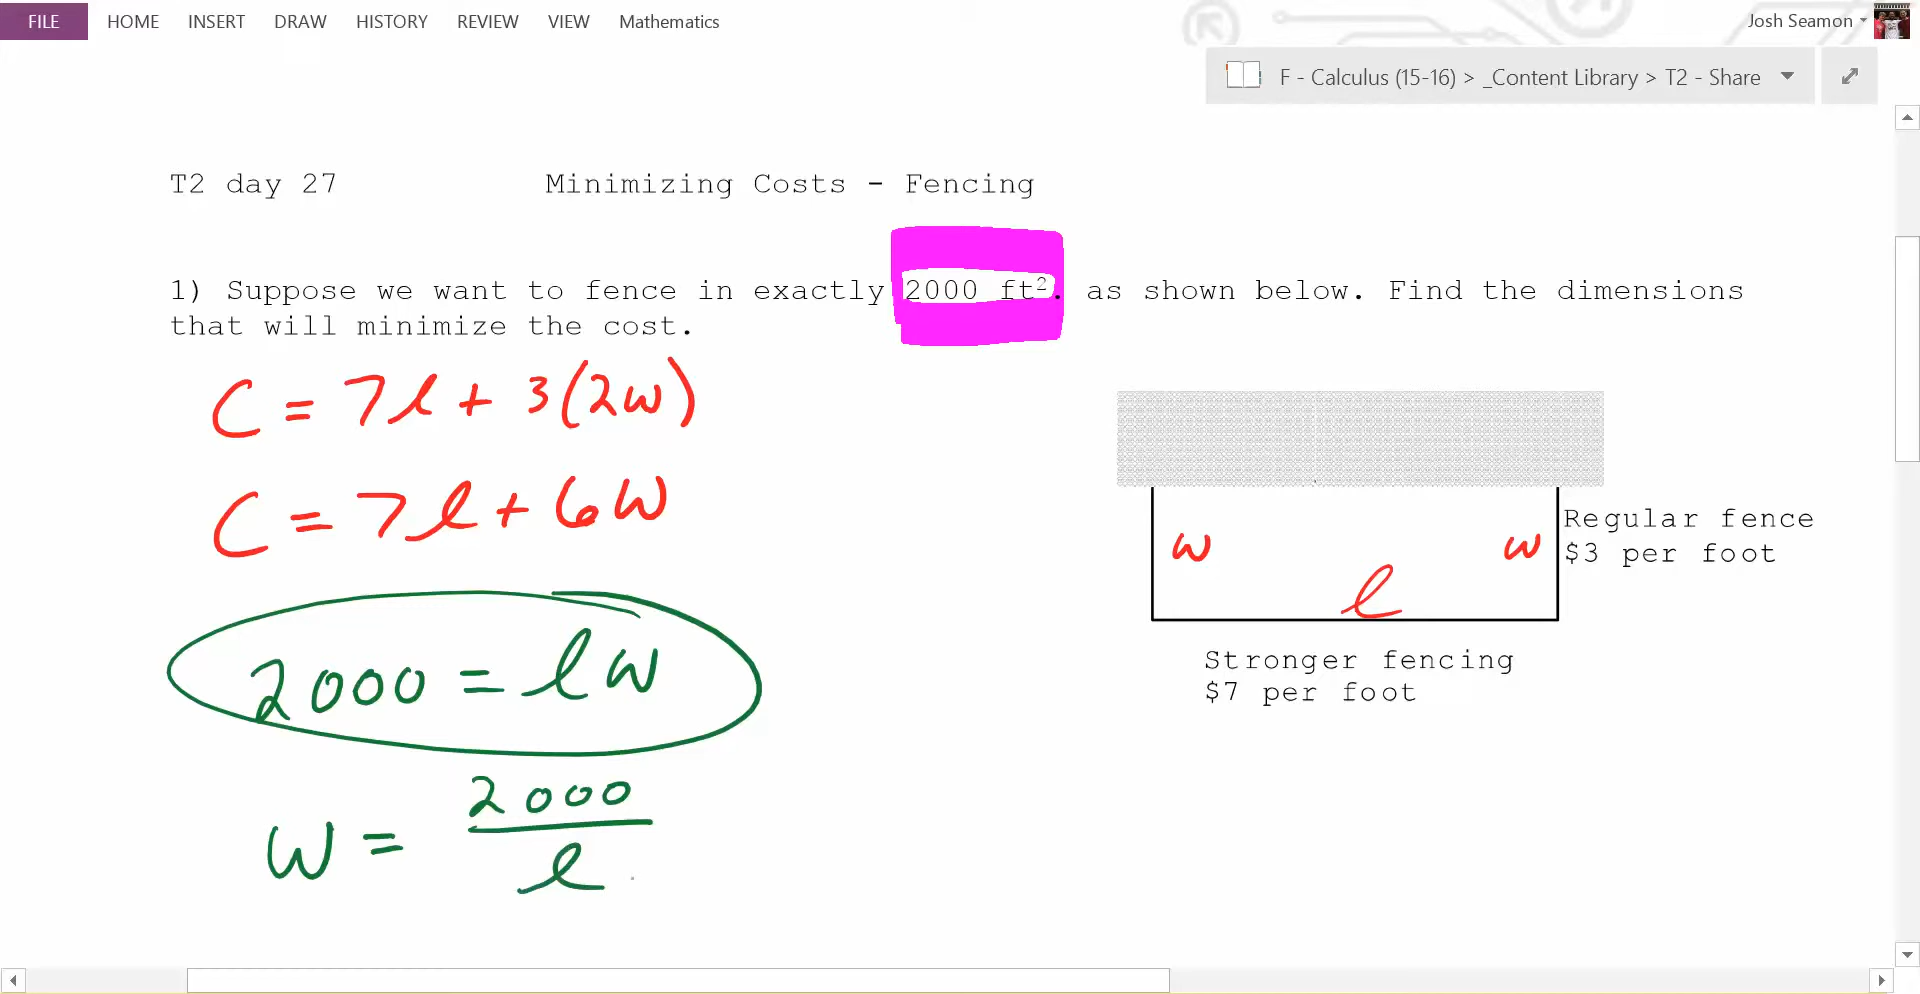 FILE HOME INSERT DRAW HISTORY REVIEW VIEW Mathematics
Josh Seamon
F - Calculus (15-16) > _Content Library > T2 - Share
T2 day 27 Minimizing Costs - Fencing
1) Suppose we want to fence in exactly 2000 ft². as shown below. Find the dimensions
that will minimize the cost.
C = 7l + 3(2w)
C = 7l + 6w
2000 = lw
w = 2000/l
w w
l
Regular fence
$3 per foot
Stronger fencing
$7 per foot